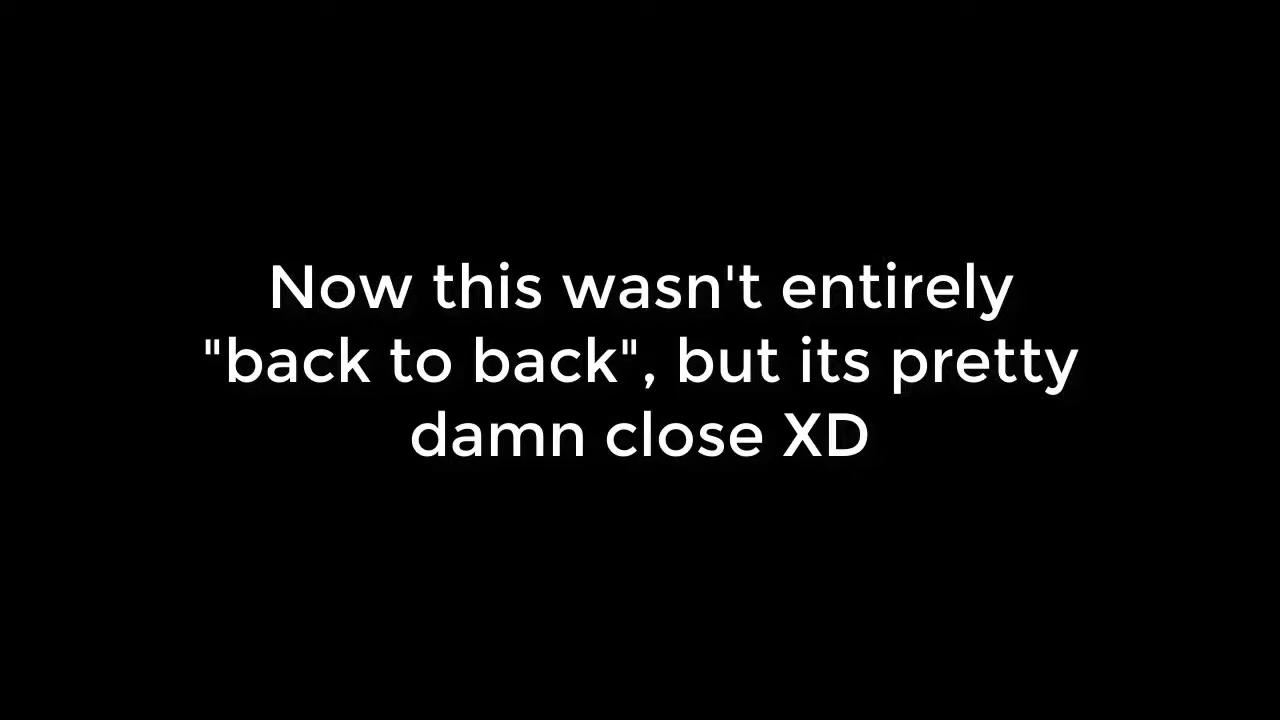 Now this wasn't entirely
"back to back", but its pretty
damn close XD